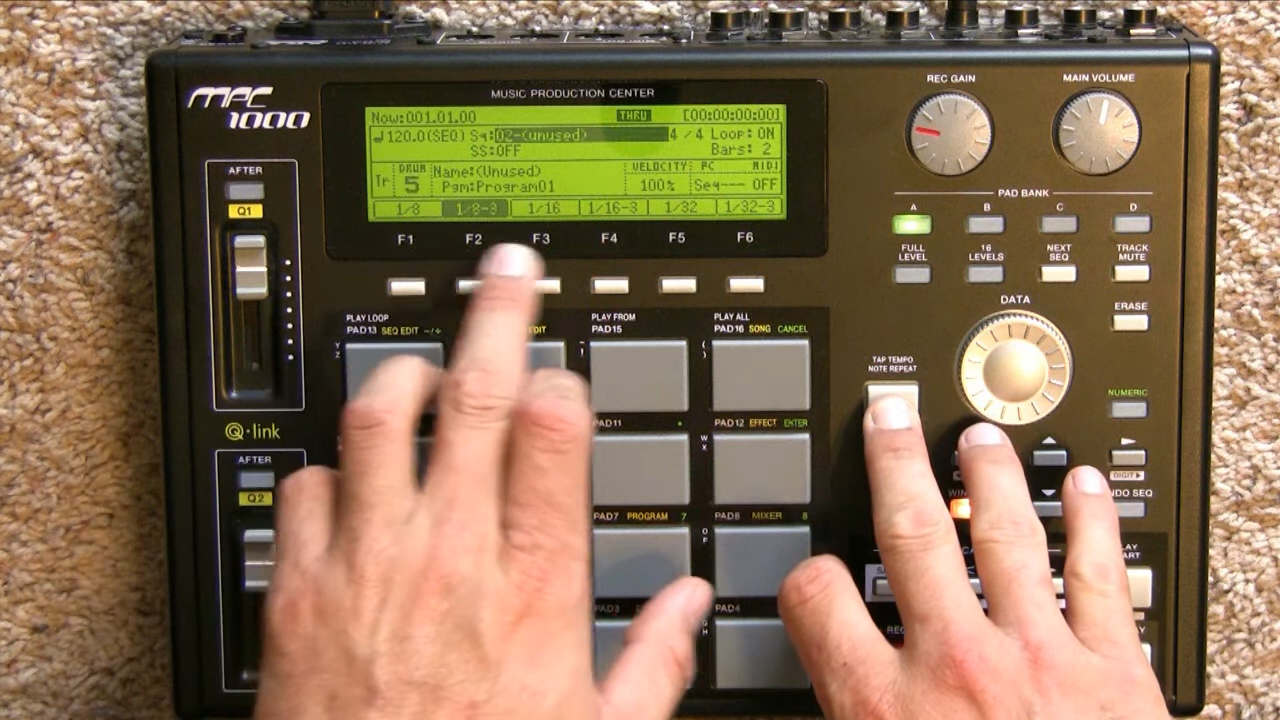 MUSIC PRODUCTION CENTER
MPC
1000
Now:001.01.00 THRU [00:00:00:00]
120.0(SEQ) Sq:02-(unused) 4/4 Loop:ON
SS:OFF Bars: 2
Tr DRUM 5 Name:(Unused) VELOCITY: PC MIDI
Pgm:Program01 100% Seq--- OFF
1/8 1/8-3 1/16 1/16-3 1/32 1/32-3
F1 F2 F3 F4 F5 F6
AFTER
Q1
Q-link
AFTER
Q2
REC GAIN MAIN VOLUME
PAD BANK
A B C D
FULL LEVEL 16 LEVELS NEXT SEQ TRACK MUTE
DATA
ERASE
TAP TEMPO
NOTE REPEAT
NUMERIC
DIGIT
PLAY LOOP
PAD13 SEQ EDIT -/+
PLAY FROM
PAD15
PLAY ALL
PAD16 SONG CANCEL
PAD11
PAD12 EFFECT ENTER
PAD7 PROGRAM 7
PAD8 MIXER 8
PAD3
PAD4